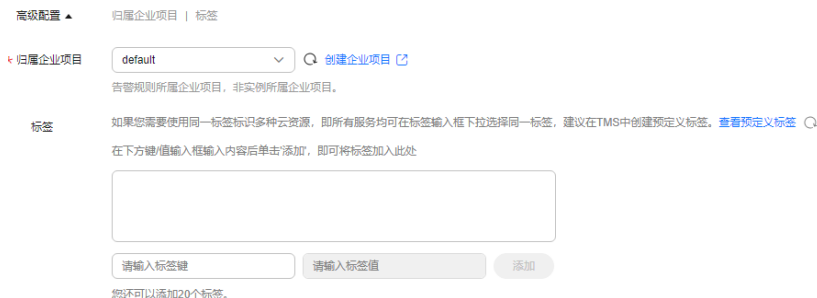 高级配置 ▲ 归属企业项目 | 标签
* 归属企业项目 default 创建企业项目
告警规则所属企业项目，非实例所属企业项目。
标签 如果您需要使用同一标签标识多种云资源，即所有服务均可在标签输入框下拉选择同一标签，建议在TMS中创建预定义标签。查看预定义标签
在下方键/值输入框输入内容后单击'添加'，即可将标签加入此处
请输入标签键 请输入标签值 添加
您还可以添加20个标签。